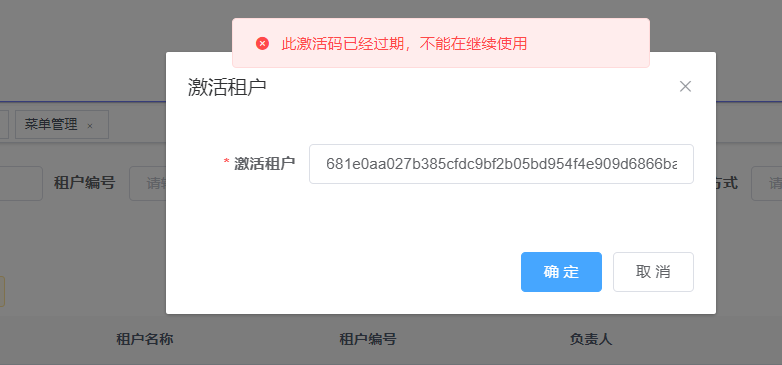 此激活码已经过期，不能在继续使用
激活租户
菜单管理 ×
* 激活租户 681e0aa027b385cfdc9bf2b05bd954f4e909d6866ba
租户编号 请 方式 请
确 定 取 消
租户名称 租户编号 负责人